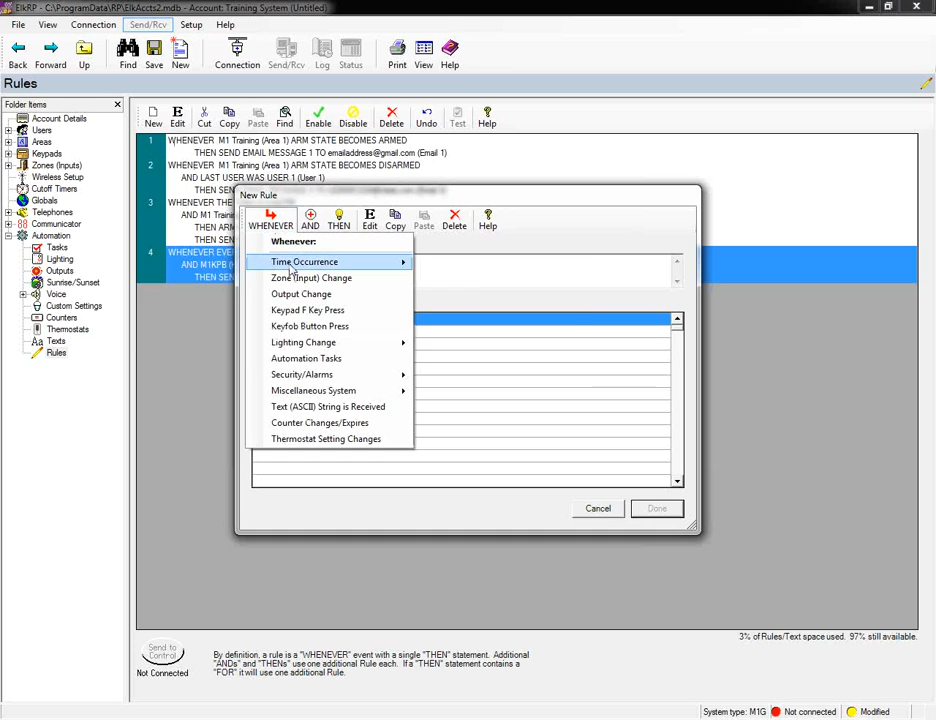 ElkRP - C:\ProgramData\RP\ElkAccts2.mdb - Account: Training System (Untitled)
File View Connection Send/Rcv Setup Help
Back Forward Up Find Save New Connection Send/Rcv Log Status Print View Help
Rules
Folder Items
Account Details
Users
Areas
Keypads
Zones (Inputs)
Wireless Setup
Cutoff Timers
Globals
Telephones
Communicator
Automation
Tasks
Lighting
Outputs
Sunrise/Sunset
Voice
Custom Settings
Counters
Thermostats
Texts
Rules
New Edit Cut Copy Paste Find Enable Disable Delete Undo Test Help
1 WHENEVER M1 Training (Area 1) ARM STATE BECOMES ARMED
THEN SEND EMAIL MESSAGE 1 TO emailaddress@gmail.com (Email 1)
2 WHENEVER M1 Training (Area 1) ARM STATE BECOMES DISARMED
AND LAST USER WAS USER 1 (User 1)
THEN SEN
3 WHENEVER THE
AND M1 Traini
THEN ARM
THEN SEN
4 WHENEVER EVE
AND M1KPB (
THEN SEN
New Rule
WHENEVER AND THEN Edit Copy Paste Delete Help
Whenever:
Time Occurrence
Zone (Input) Change
Output Change
Keypad F Key Press
Keyfob Button Press
Lighting Change
Automation Tasks
Security/Alarms
Miscellaneous System
Text (ASCII) String is Received
Counter Changes/Expires
Thermostat Setting Changes
Cancel Done
3% of Rules/Text space used. 97% still available.
Send to
Control
Not Connected
By definition, a rule is a "WHENEVER" event with a single "THEN" statement. Additional
"ANDs" and "THENs" use one additional Rule each. If a "THEN" statement contains a
"FOR" it will use one additional Rule.
System type: M1G Not connected Modified